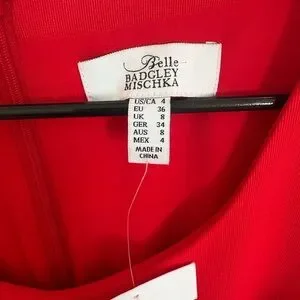 Belle
BADGLEY
MISCHKA
US/CA 4
EU 36
UK 8
GER 34
AUS 8
MEX 4
MADE IN
CHINA